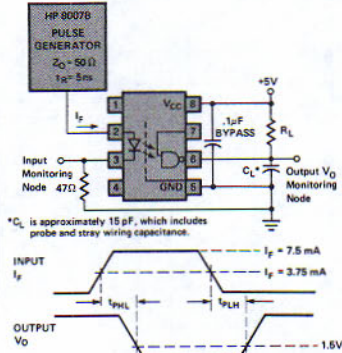 HP 8007B
PULSE
GENERATOR
Z₀ = 50 Ω
t_R = 5ns
+5V
I_F
1
V_CC
8
2
7
3
6
4
GND
5
.1μF
BYPASS
R_L
C_L*
Input
Monitoring
Node
47Ω
Output V_O
Monitoring
Node
*C_L is approximately 15 pF, which includes
probe and stray wiring capacitance.
INPUT
I_F
I_F = 7.5 mA
I_F = 3.75 mA
t_PHL
t_PLH
OUTPUT
V_O
1.5V